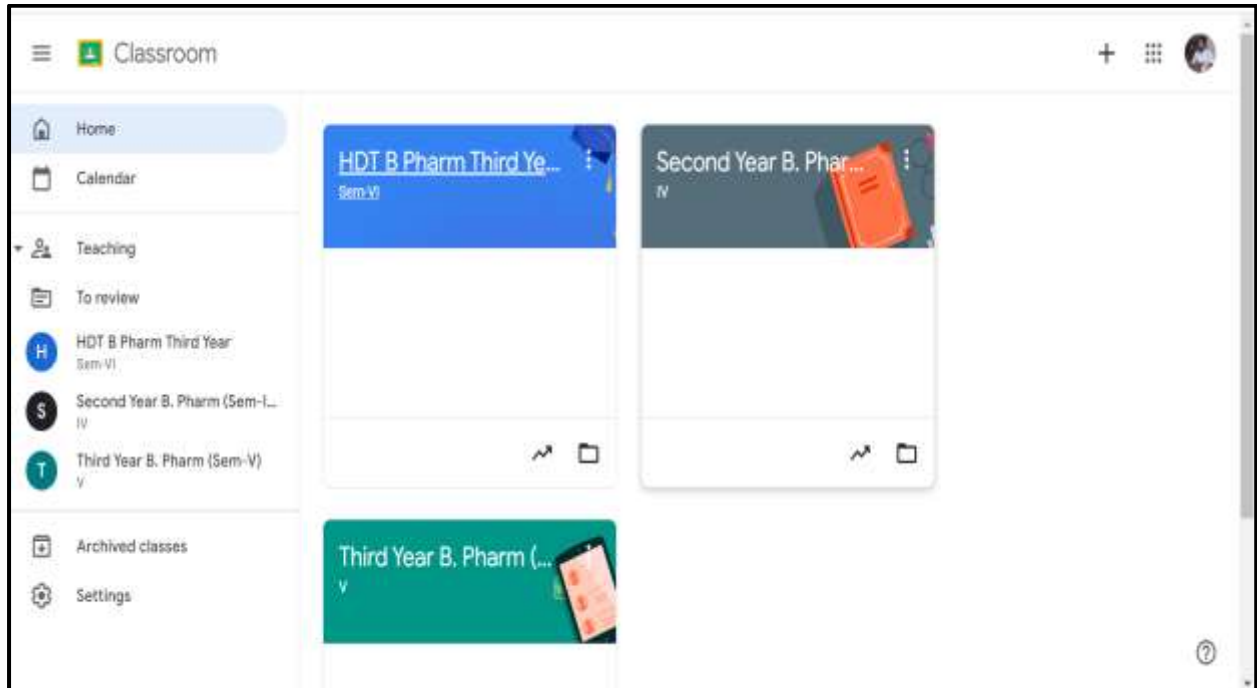 Classroom
Home
Calendar
Teaching
To review
H
HDT B Pharm Third Year
Sem-VI
S
Second Year B. Pharm (Sem-I...
IV
T
Third Year B. Pharm (Sem-V)
V
Archived classes
Settings
HDT B Pharm Third Ye...
Sem-VI
Second Year B. Phar...
IV
Third Year B. Pharm (...
V